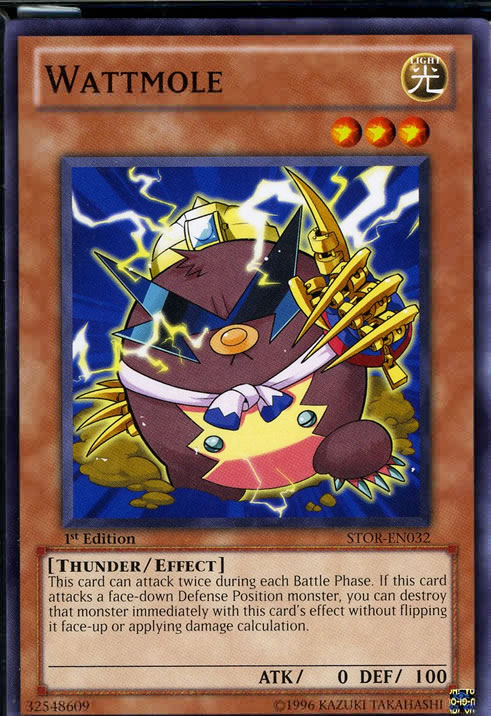 WATTMOLE
LIGHT
光
1st Edition
STOR-EN032
[THUNDER/EFFECT]
This card can attack twice during each Battle Phase. If this card
attacks a face-down Defense Position monster, you can destroy
that monster immediately with this card's effect without flipping
it face-up or applying damage calculation.
ATK/ 0 DEF/ 100
32548609
©1996 KAZUKI TAKAHASHI